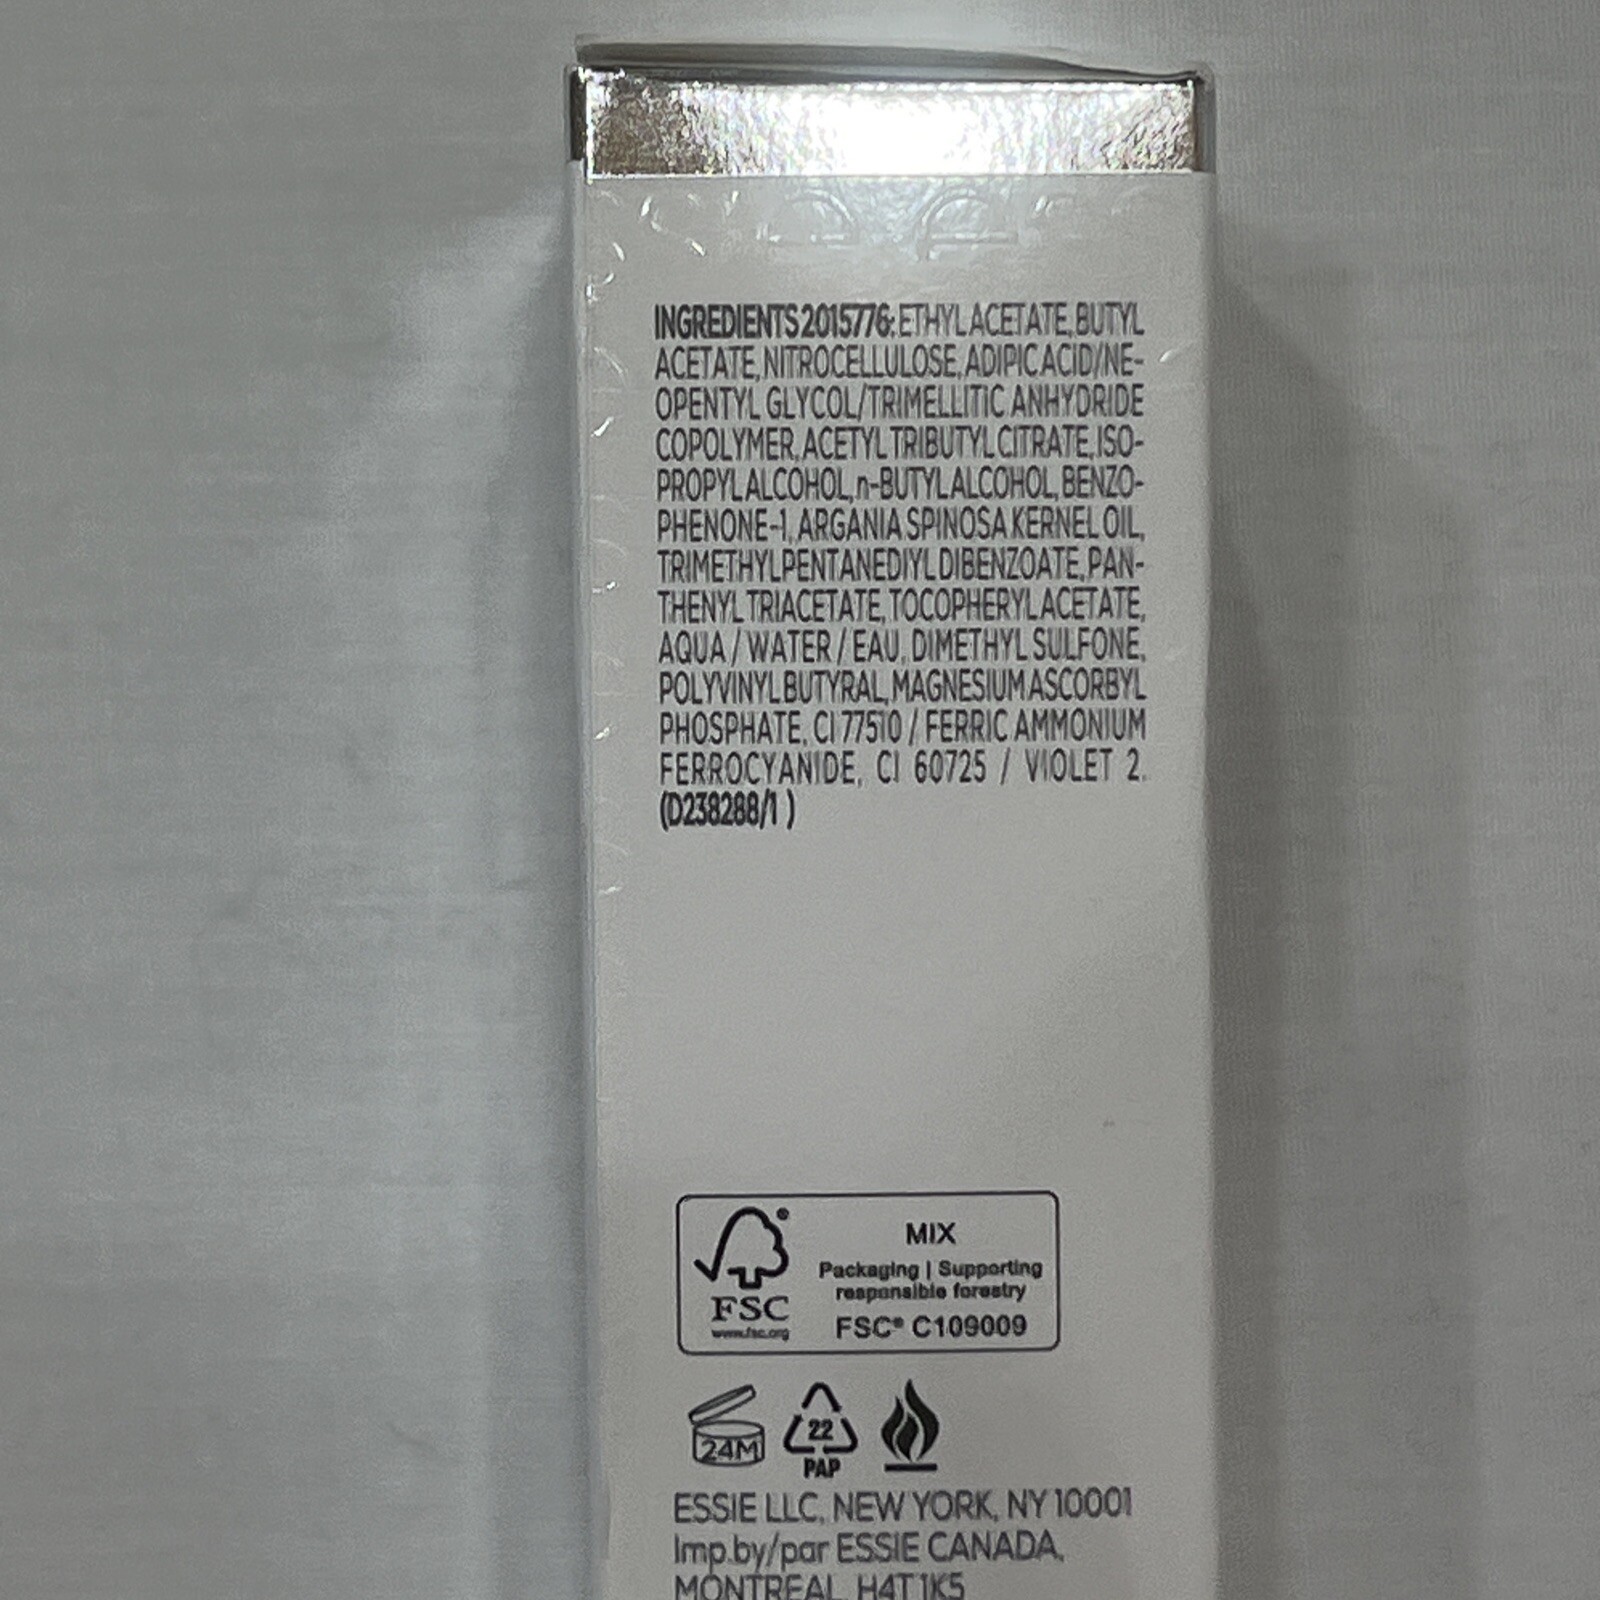 INGREDIENTS 2015776: ETHYL ACETATE, BUTYL
ACETATE, NITROCELLULOSE, ADIPIC ACID/NE-
OPENTYL GLYCOL/TRIMELLITIC ANHYDRIDE
COPOLYMER, ACETYL TRIBUTYL CITRATE, ISO-
PROPYL ALCOHOL, n-BUTYL ALCOHOL, BENZO-
PHENONE-1, ARGANIA SPINOSA KERNEL OIL,
TRIMETHYLPENTANEDIYL DIBENZOATE, PAN-
THENYL TRIACETATE, TOCOPHERYL ACETATE,
AQUA / WATER / EAU, DIMETHYL SULFONE,
POLYVINYL BUTYRAL, MAGNESIUM ASCORBYL
PHOSPHATE, CI 77510 / FERRIC AMMONIUM
FERROCYANIDE, CI 60725 / VIOLET 2.
(D238288/1 )
FSC
www.fsc.org
MIX
Packaging | Supporting
responsible forestry
FSC® C109009
24M
22
PAP
ESSIE LLC, NEW YORK, NY 10001
Imp.by/par ESSIE CANADA,
MONTREAL, H4T 1K5